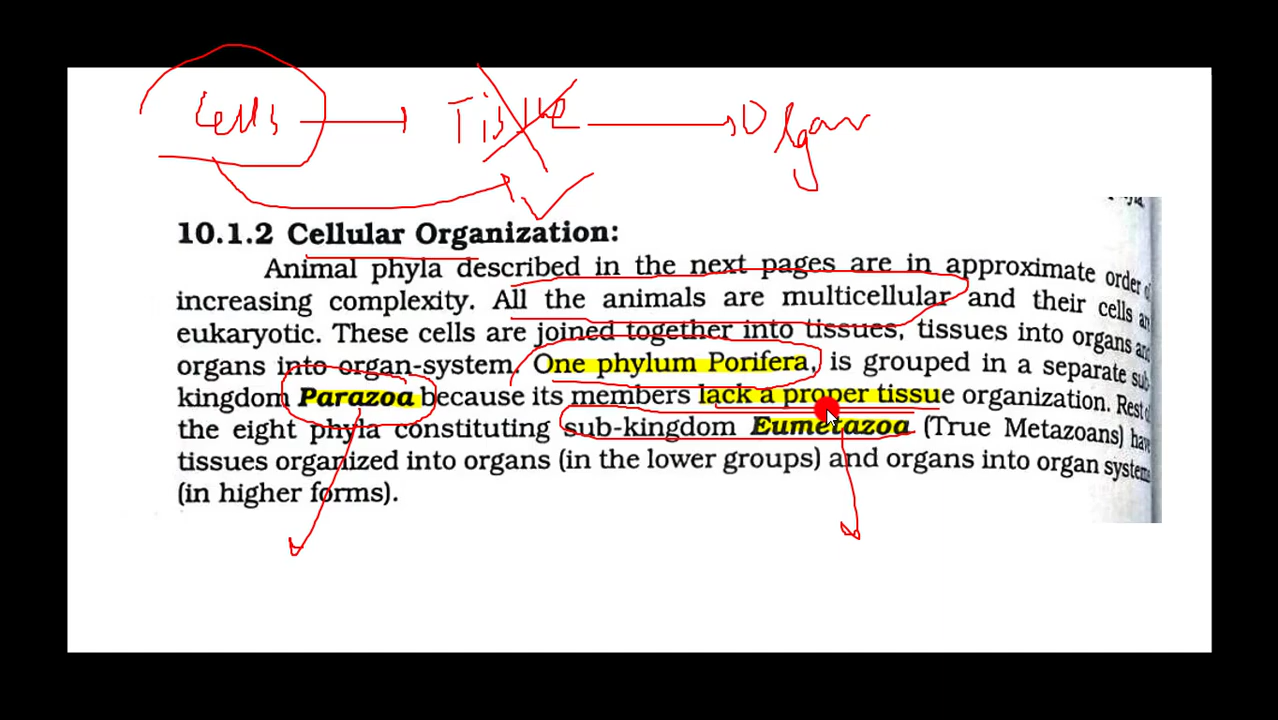 Cells → Tissue → Organ
10.1.2 Cellular Organization:
Animal phyla described in the next pages are in approximate order of
increasing complexity. All the animals are multicellular and their cells
eukaryotic. These cells are joined together into tissues, tissues into organs and
organs into organ-system. One phylum Porifera, is grouped in a separate sub
kingdom Parazoa because its members lack a proper tissue organization. Rest of
the eight phyla constituting sub-kingdom Eumetazoa (True Metazoans) have
tissues organized into organs (in the lower groups) and organs into organ systems
(in higher forms).